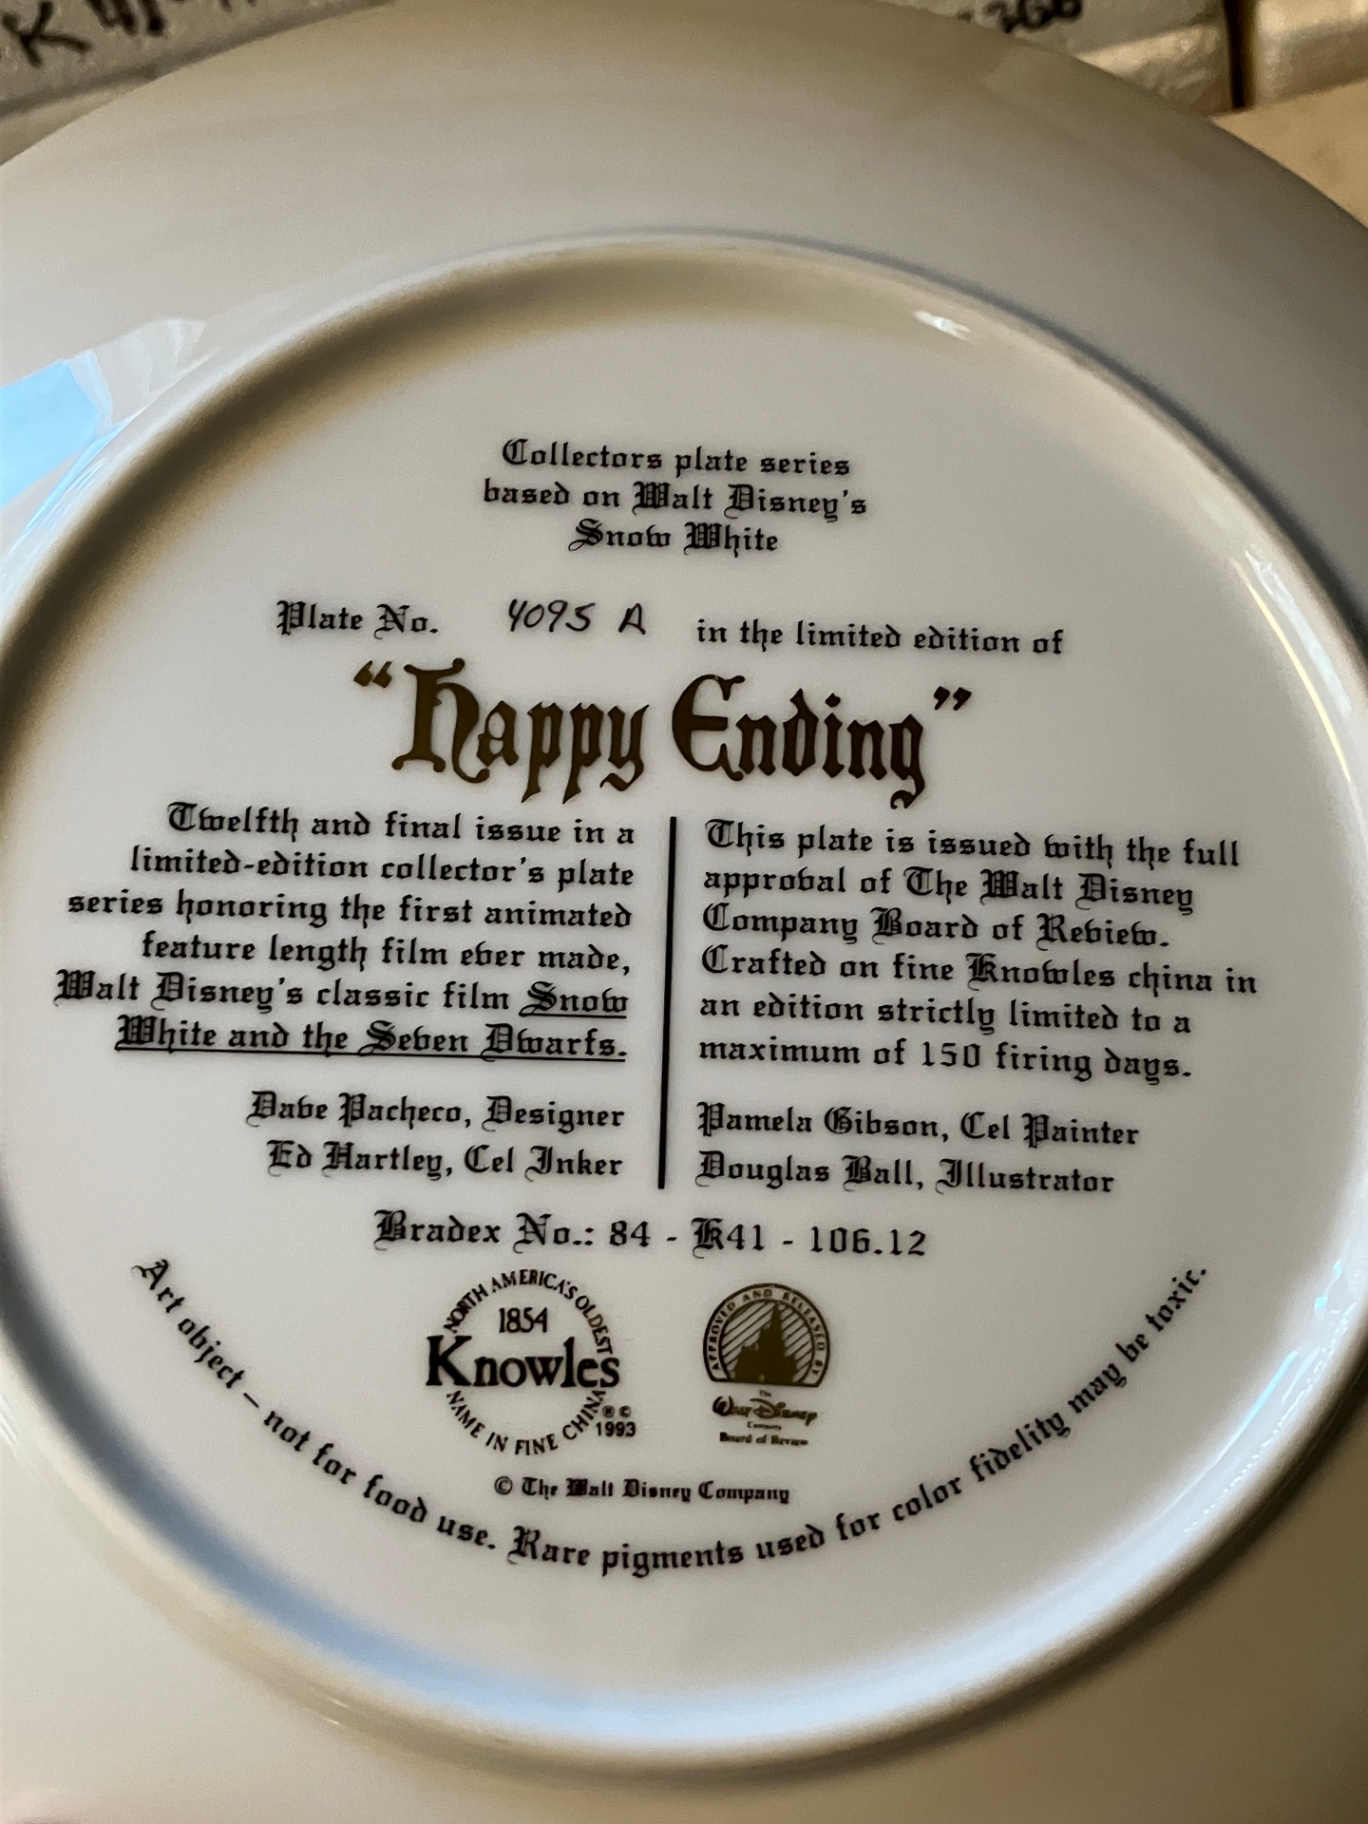 K 41
Collectors plate series
based on Walt Disney's
Snow White
Plate No. 4095 A in the limited edition of
“Happy Ending”
Twelfth and final issue in a
limited-edition collector's plate
series honoring the first animated
feature length film ever made,
Walt Disney's classic film Snow
White and the Seven Dwarfs.
Dave Pacheco, Designer
Ed Hartley, Cel Inker
This plate is issued with the full
approval of The Walt Disney
Company Board of Review.
Crafted on fine Knowles china in
an edition strictly limited to a
maximum of 150 firing days.
Pamela Gibson, Cel Painter
Douglas Ball, Illustrator
Bradex No.: 84 - K41 - 106.12
NORTH AMERICA'S OLDEST
1854
Knowles
NAME IN FINE CHINA
® ©
1993
APPROVED AND RELEASED BY
The
Walt Disney
Company
Board of Review
© The Walt Disney Company
Art object – not for food use. Rare pigments used for color fidelity may be toxic.